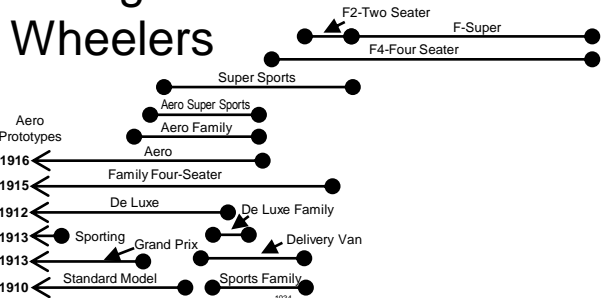 Wheelers
F2-Two Seater
F-Super
F4-Four Seater
Super Sports
Aero Super Sports
Aero
Prototypes
Aero Family
1916
Aero
1915
Family Four-Seater
1912
De Luxe
De Luxe Family
1913
Sporting
Grand Prix
Delivery Van
1913
1910
Standard Model
Sports Family